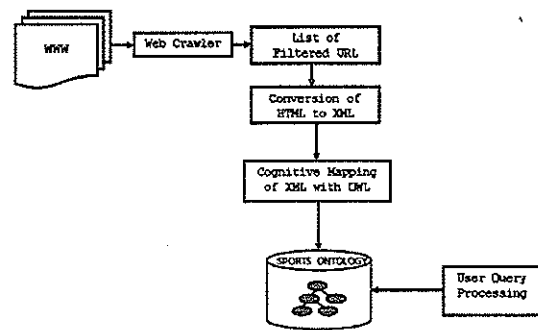 WWW
Web Crawler
List of
Filtered URL
Conversion of
HTML to XML
Cognitive Mapping
of XML with OWL
SPORTS ONTOLOGY
User Query
Processing